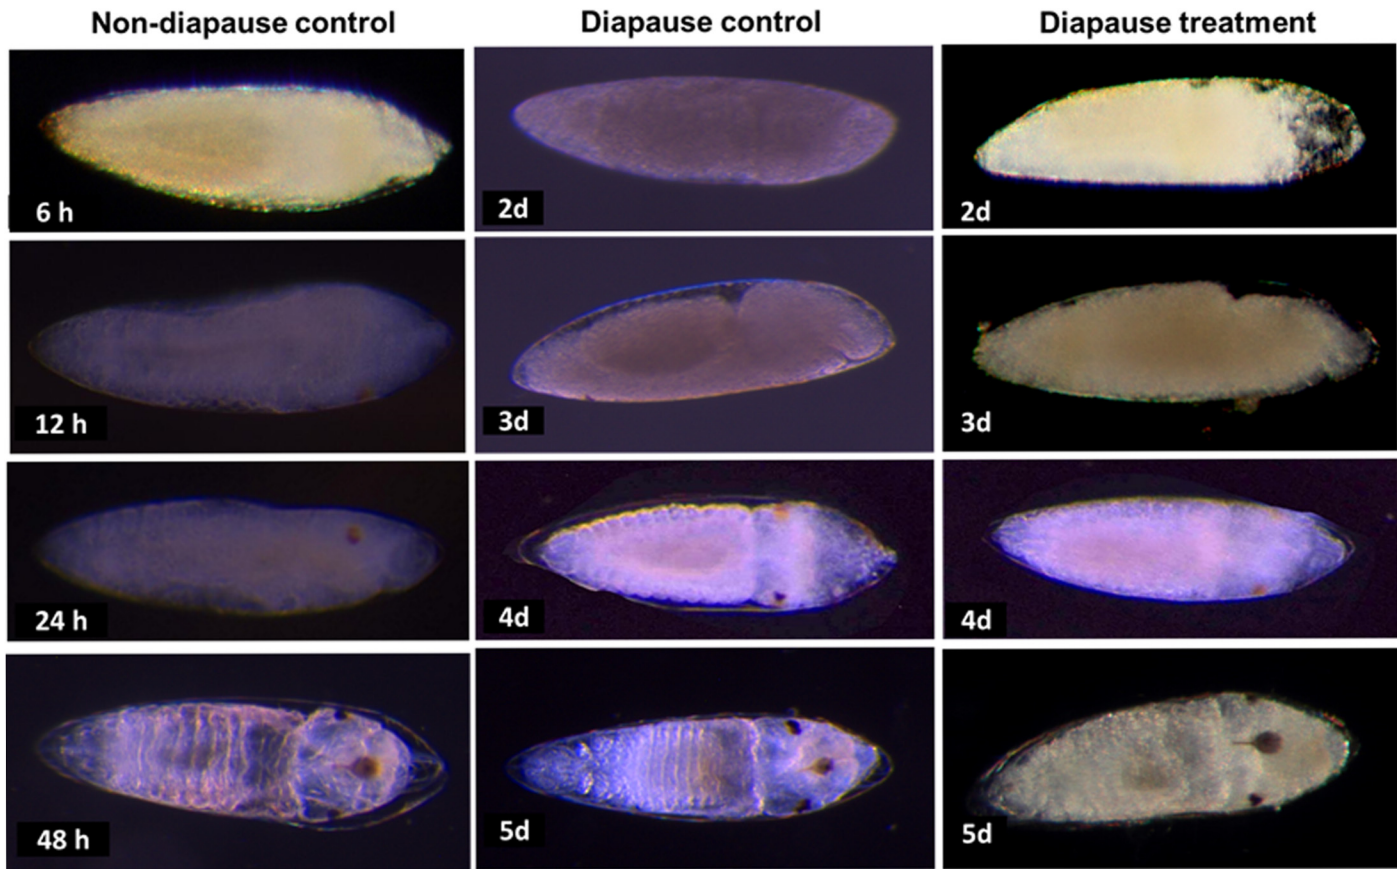 Non-diapause control Diapause control Diapause treatment
6 h 2d 2d
12 h 3d 3d
24 h 4d 4d
48 h 5d 5d